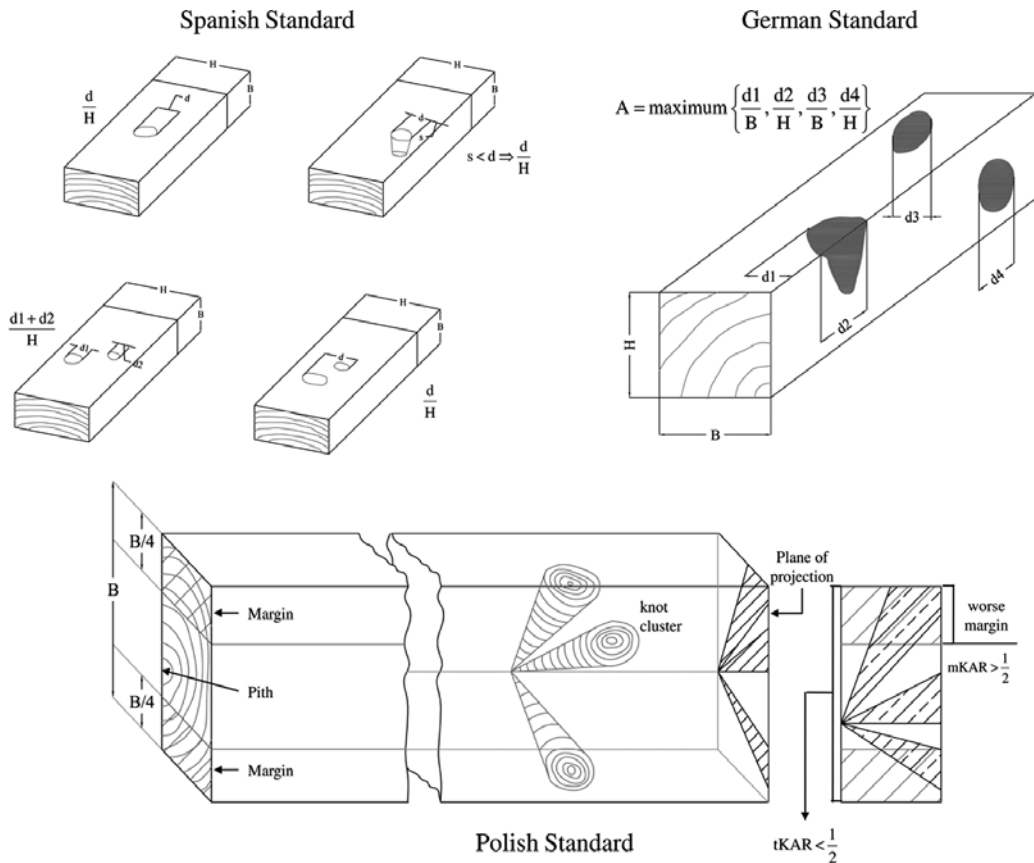 Spanish Standard
German Standard
H
B
d
d/H
H
B
d
s
s < d ⇒ d/H
A = maximum {d1/B, d2/H, d3/B, d4/H}
d3
d1
d4
d2
H
B
H
B
d1 + d2/H
d1
d2
H
B
d
d/H
B/4
B
B/4
Margin
Pith
Margin
knot
cluster
Plane of
projection
worse
margin
mKAR > 1/2
tKAR < 1/2
Polish Standard